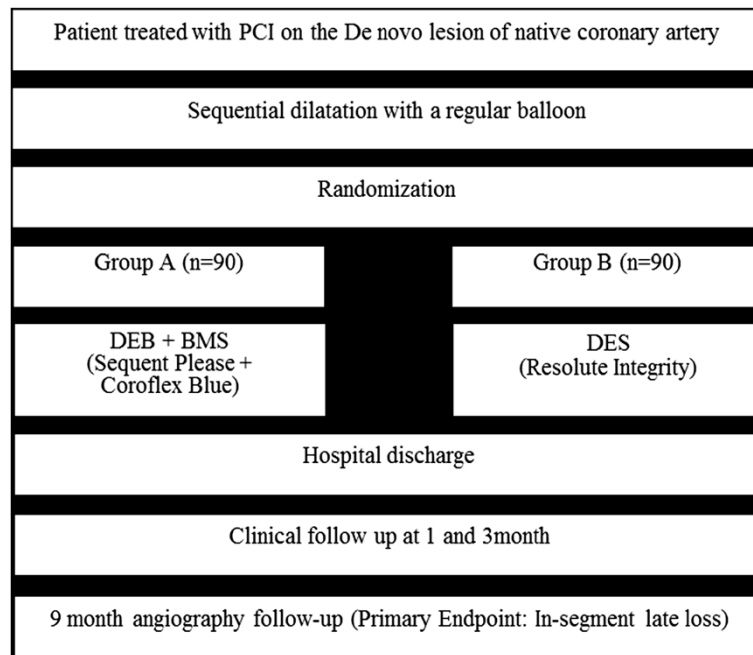 Patient treated with PCI on the De novo lesion of native coronary artery
Sequential dilatation with a regular balloon
Randomization
Group A (n=90)
Group B (n=90)
DEB + BMS
(Sequent Please +
Coroflex Blue)
DES
(Resolute Integrity)
Hospital discharge
Clinical follow up at 1 and 3month
9 month angiography follow-up (Primary Endpoint: In-segment late loss)